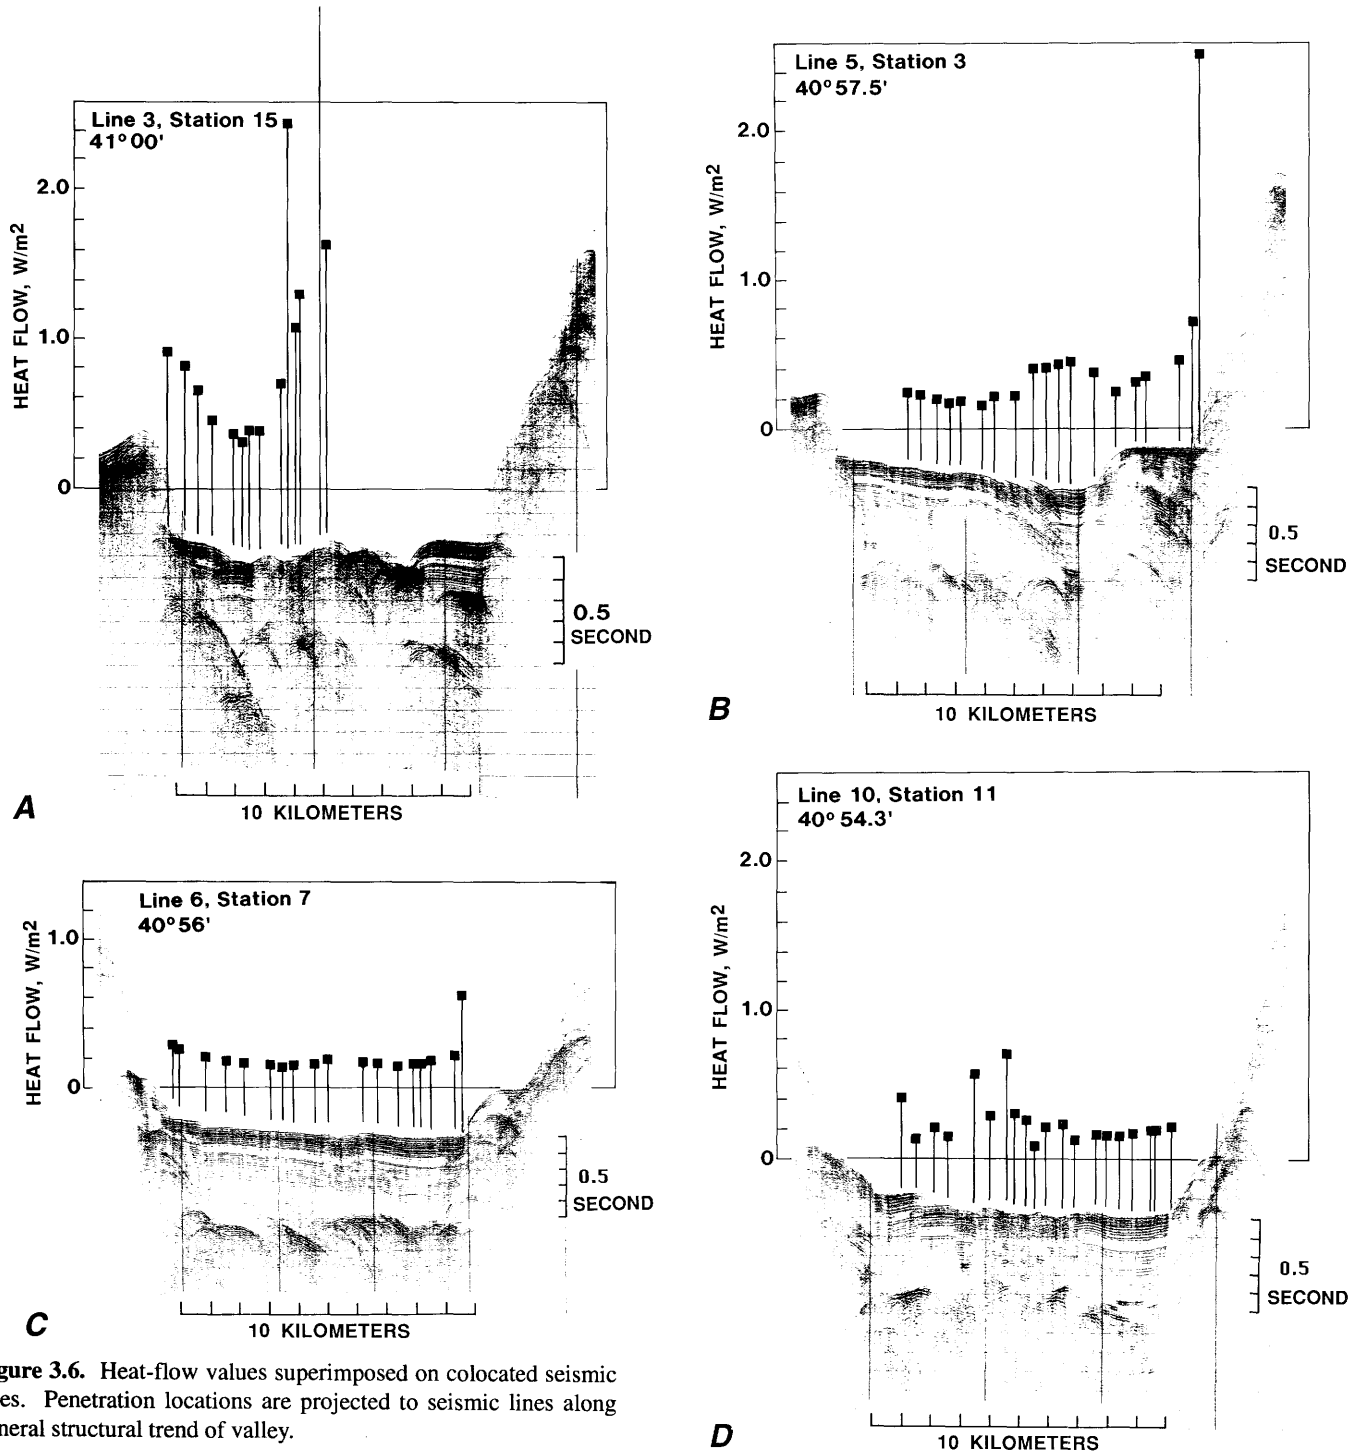 Line 3, Station 15
41°00'
HEAT FLOW, W/m2
2.0
1.0
0
0.5
SECOND
A
10 KILOMETERS
Line 5, Station 3
40°57.5'
HEAT FLOW, W/m2
2.0
1.0
0
0.5
SECOND
B
10 KILOMETERS
Line 6, Station 7
40°56'
HEAT FLOW, W/m2
1.0
0
0.5
SECOND
C
10 KILOMETERS
Line 10, Station 11
40°54.3'
HEAT FLOW, W/m2
2.0
1.0
0
0.5
SECOND
D
10 KILOMETERS
gure 3.6. Heat-flow values superimposed on colocated seismic
es. Penetration locations are projected to seismic lines along
neral structural trend of valley.